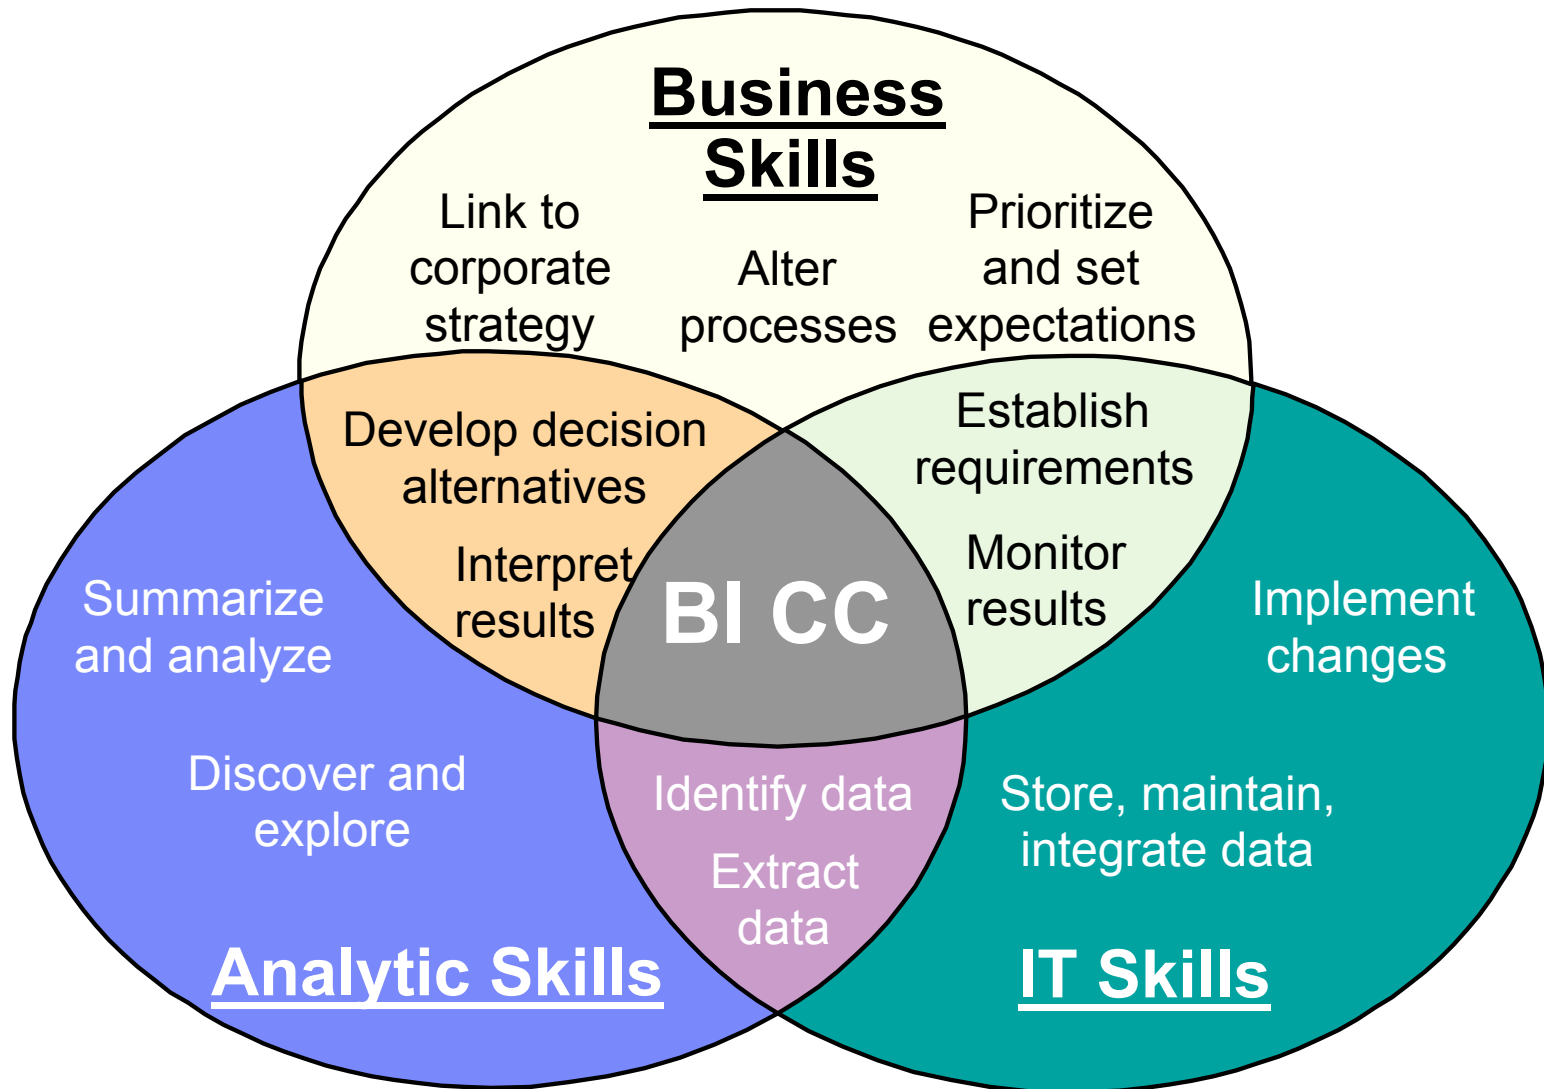 Business
Skills
Link to
corporate
strategy
Alter
processes
Prioritize
and set
expectations
Develop decision
alternatives
Interpret
results
Establish
requirements
Monitor
results
BI CC
Summarize
and analyze
Discover and
explore
Analytic Skills
Identify data
Extract
data
Implement
changes
Store, maintain,
integrate data
IT Skills